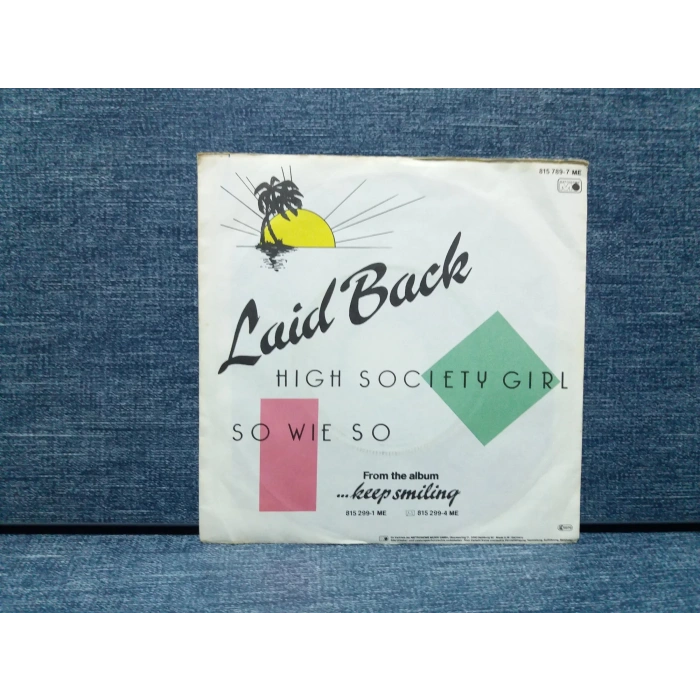 815 789-7 ME
Laid Back
HIGH SOCIETY GIRL
SO WIE SO
From the album
...keep smiling
815 299-1 ME 815 299-4 ME